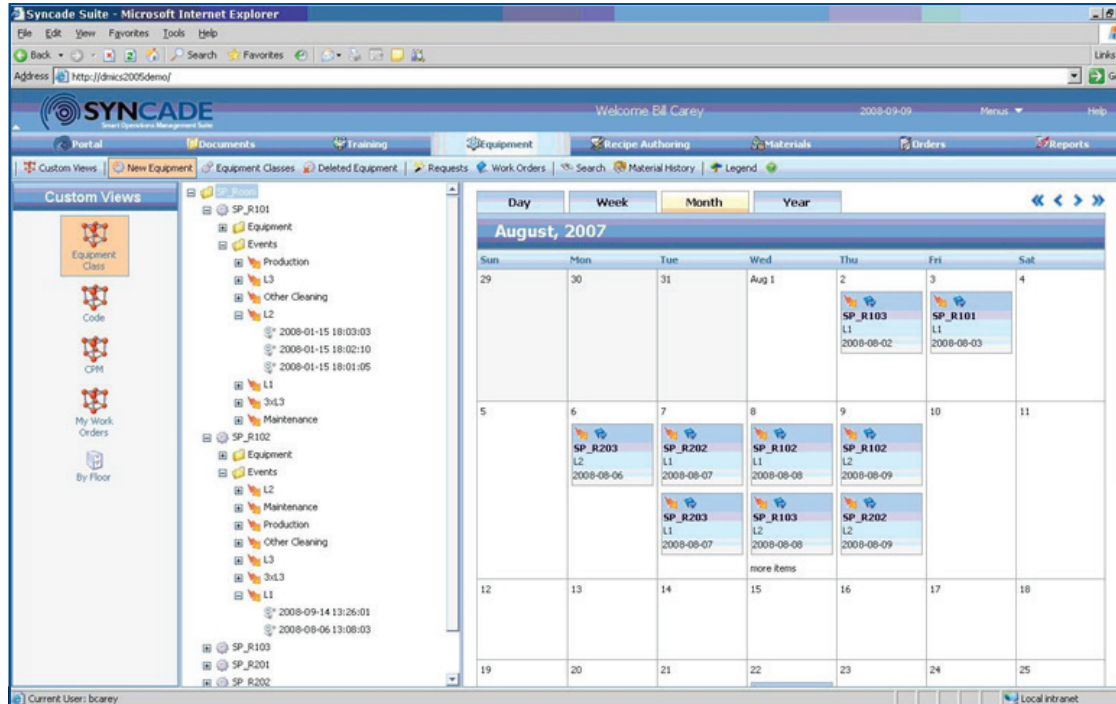 Syncade Suite - Microsoft Internet Explorer
File Edit View Favorites Tools Help
Back Search Favorites
Links
Address http://dmics2005demo/
SYNCADE
Smart Operations Management Suite
Welcome Bill Carey 2008-09-09 Menus Help
Portal Documents Training Equipment Recipe Authoring Materials Orders Reports
Custom Views New Equipment Equipment Classes Deleted Equipment Requests Work Orders Search Material History Legend
Custom Views
Equipment
Class
Code
CPM
My Work
Orders
By Floor
SP_Room
SP_R101
Equipment
Events
Production
L3
Other Cleaning
L2
2008-01-15 18:03:03
2008-01-15 18:02:10
2008-01-15 18:01:05
L1
3xL3
Maintenance
SP_R102
Equipment
Events
L2
Maintenance
Production
Other Cleaning
L3
3xL3
L1
2008-09-14 13:26:01
2008-08-06 13:08:03
SP_R103
SP_R201
SP_R202
Day Week Month Year
August, 2007
Sun Mon Tue Wed Thu Fri Sat
29 30 31 Aug 1 2 3 4
SP_R103 SP_R101
L1 L1
2008-08-02 2008-08-03
5 6 7 8 9 10 11
SP_R203 SP_R202 SP_R102 SP_R102
L2 L1 L1 L2
2008-08-06 2008-08-07 2008-08-08 2008-08-09
SP_R203 SP_R103 SP_R202
L1 L2 L2
2008-08-07 2008-08-08 2008-08-09
more items
12 13 14 15 16 17 18
19 20 21 22 23 24 25
Current User: bcarey
Local intranet